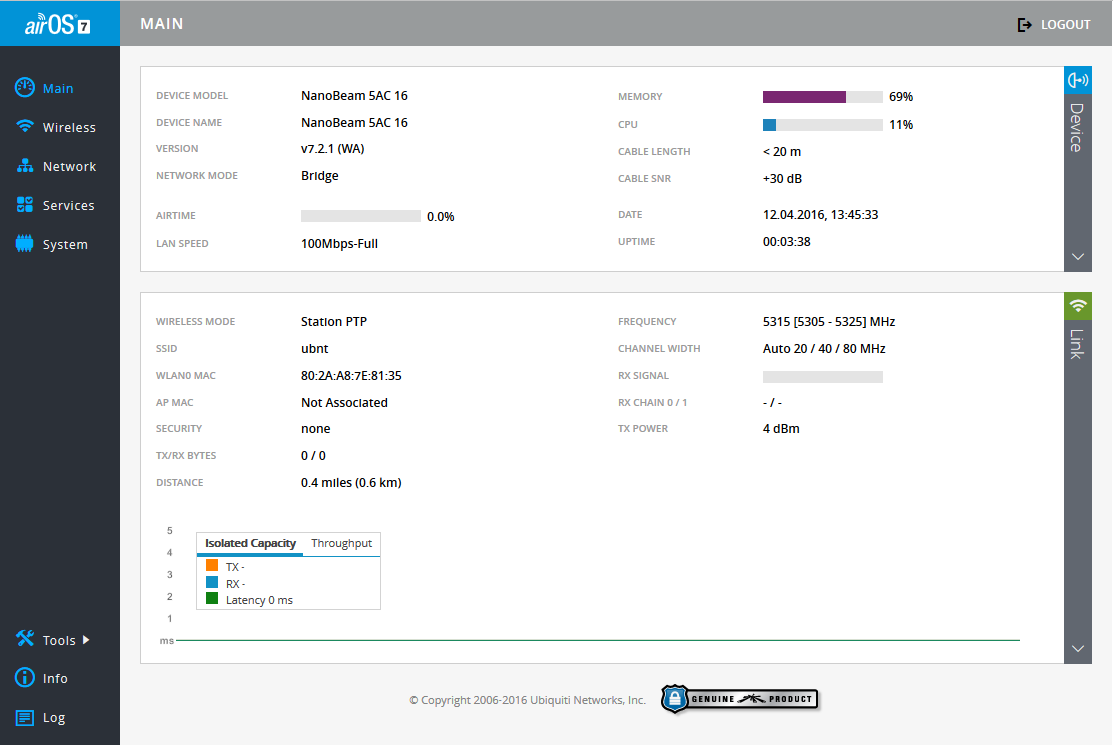 airOS 7
MAIN
LOGOUT
Main
Wireless
Network
Services
System
Tools
Info
Log
DEVICE MODEL NanoBeam 5AC 16
DEVICE NAME NanoBeam 5AC 16
VERSION v7.2.1 (WA)
NETWORK MODE Bridge
AIRTIME 0.0%
LAN SPEED 100Mbps-Full
MEMORY 69%
CPU 11%
CABLE LENGTH < 20 m
CABLE SNR +30 dB
DATE 12.04.2016, 13:45:33
UPTIME 00:03:38
Device
WIRELESS MODE Station PTP
SSID ubnt
WLAN0 MAC 80:2A:A8:7E:81:35
AP MAC Not Associated
SECURITY none
TX/RX BYTES 0 / 0
DISTANCE 0.4 miles (0.6 km)
FREQUENCY 5315 [5305 - 5325] MHz
CHANNEL WIDTH Auto 20 / 40 / 80 MHz
RX SIGNAL
RX CHAIN 0 / 1 - / -
TX POWER 4 dBm
Link
5
4
3
2
1
ms
Isolated Capacity Throughput
TX -
RX -
Latency 0 ms
© Copyright 2006-2016 Ubiquiti Networks, Inc.
GENUINE PRODUCT